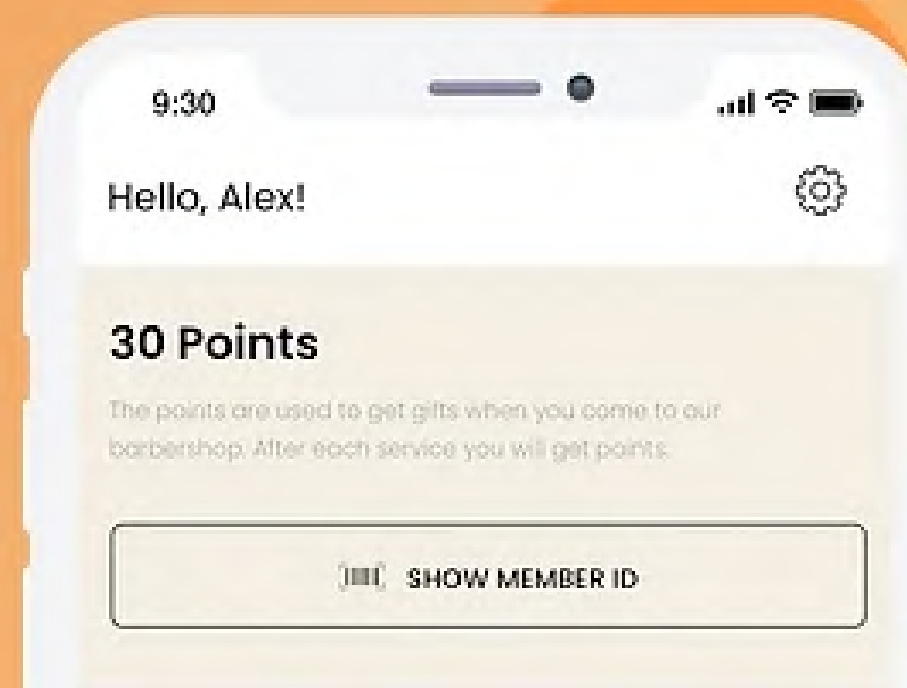 9:30
Hello, Alex!
30 Points
The points are used to get gifts when you come to our
barbershop. After each service you will get points.
SHOW MEMBER ID